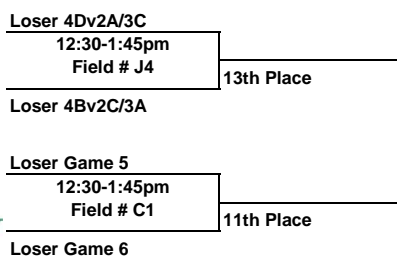 Loser 4Dv2A/3C
12:30-1:45pm
Field # J4
13th Place
Loser 4Bv2C/3A
Loser Game 5
12:30-1:45pm
Field # C1
11th Place
Loser Game 6